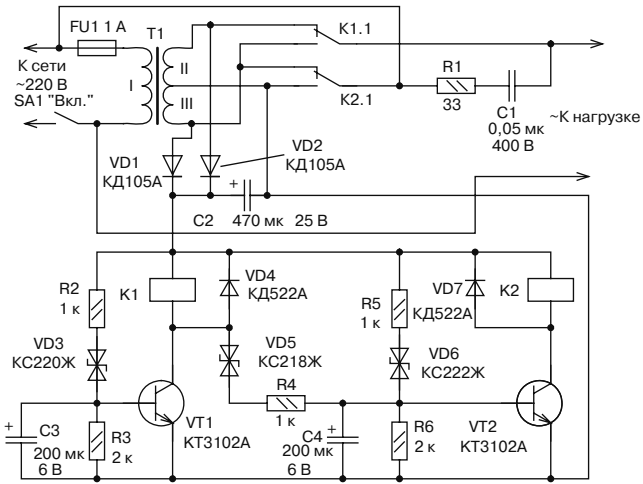 FU1 1 A
T1
К сети
~220 В
SA1 "Вкл."
I
II
III
K1.1
K2.1
R1
33
C1
0,05 мк
400 В
~К нагрузке
VD1
КД105А
VD2
КД105А
+
C2 470 мк 25 В
R2
1 к
K1
VD4
КД522А
R5
1 к
VD7
КД522А
K2
VD3
КС220Ж
VD5
КС218Ж
VD6
КС222Ж
R4
1 к
+
C3
200 мк
6 В
R3
2 к
VT1
КТ3102А
+
C4
200 мк
6 В
R6
2 к
VT2
КТ3102А